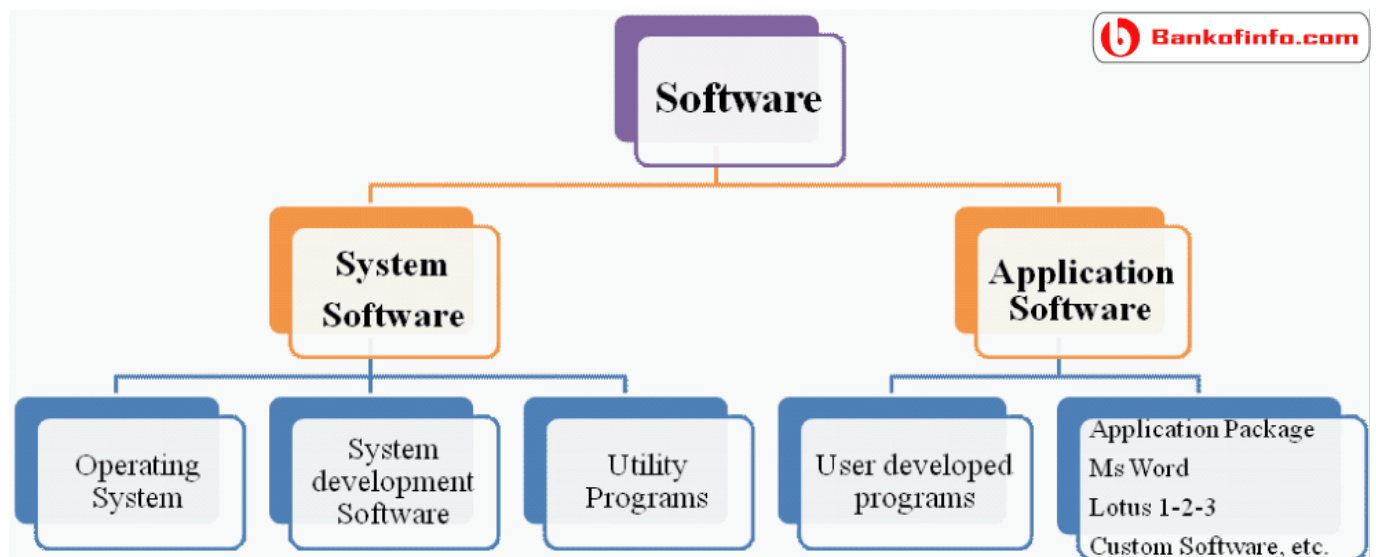 Bankofinfo.com
Software
System
Software
Application
Software
Operating
System
System
development
Software
Utility
Programs
User developed
programs
Application Package
Ms Word
Lotus 1-2-3
Custom Software, etc.